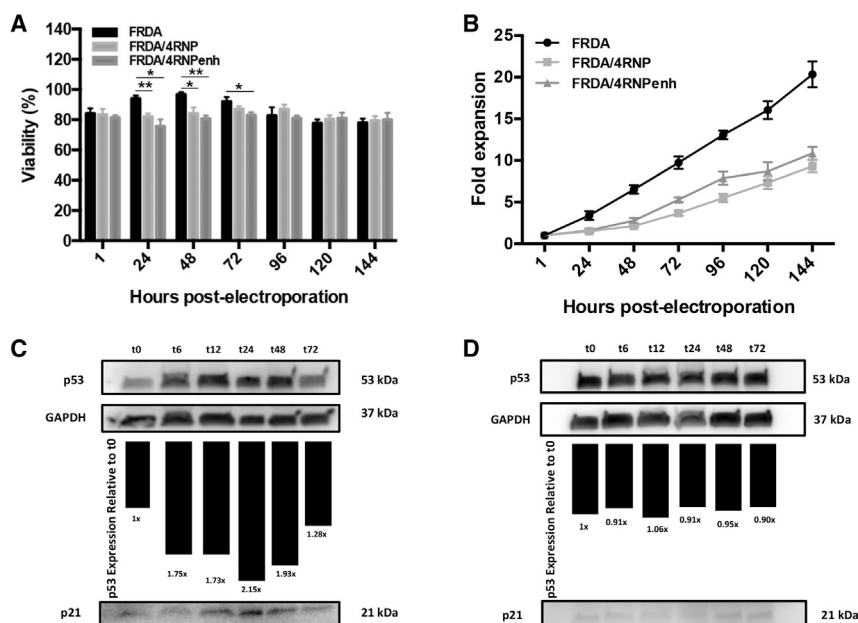 A
FRDA
FRDA/4RNP
FRDA/4RNPenh
140
120
100
80
60
40
20
0
Viability (%)
* ** ** * *
1 24 48 72 96 120 144
Hours post-electroporation
B
FRDA
FRDA/4RNP
FRDA/4RNPenh
25
20
15
10
5
0
Fold expansion
1 24 48 72 96 120 144
Hours post-electroporation
C
t0 t6 t12 t24 t48 t72
p53 53 kDa
GAPDH 37 kDa
p53 Expression Relative to t0
1x 1.75x 1.73x 2.15x 1.93x 1.28x
p21 21 kDa
D
t0 t6 t12 t24 t48 t72
p53 53 kDa
GAPDH 37 kDa
p53 Expression Relative to t0
1x 0.91x 1.06x 0.91x 0.95x 0.90x
p21 21 kDa